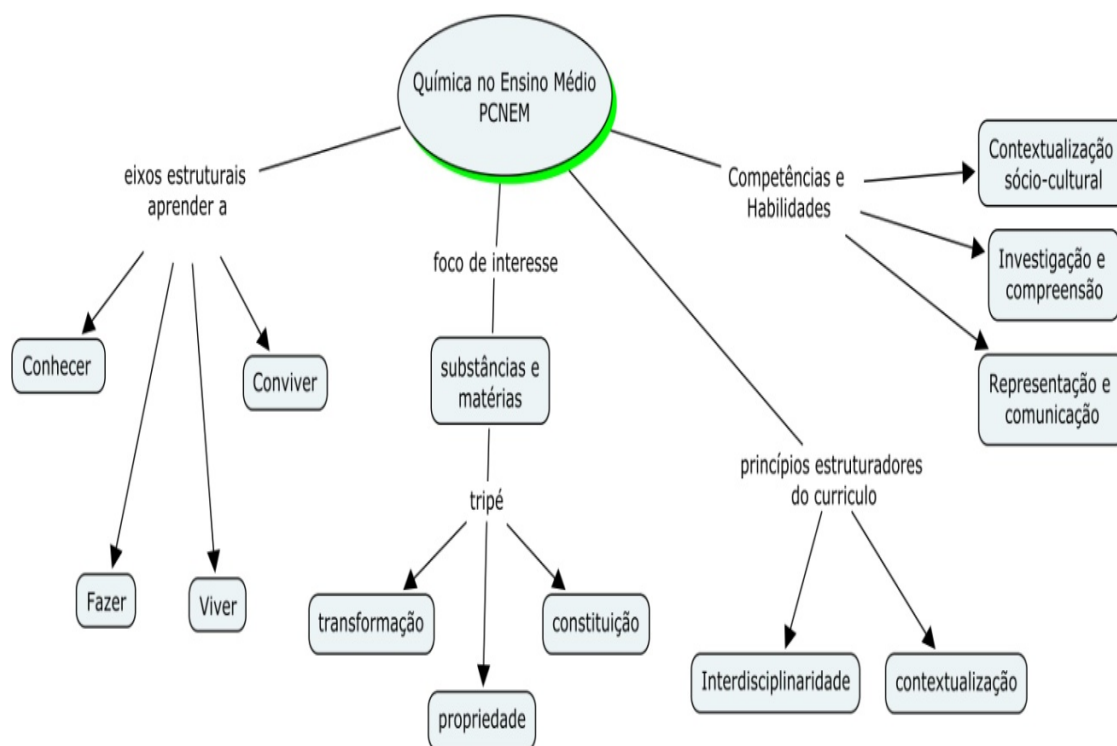 Química no Ensino Médio
PCNEM
eixos estruturais
aprender a
Conhecer
Fazer
Viver
Conviver
foco de interesse
substâncias e
matérias
tripé
transformação
propriedade
constituição
princípios estruturadores
do curriculo
Interdisciplinaridade
contextualização
Competências e
Habilidades
Contextualização
sócio-cultural
Investigação e
compreensão
Representação e
comunicação